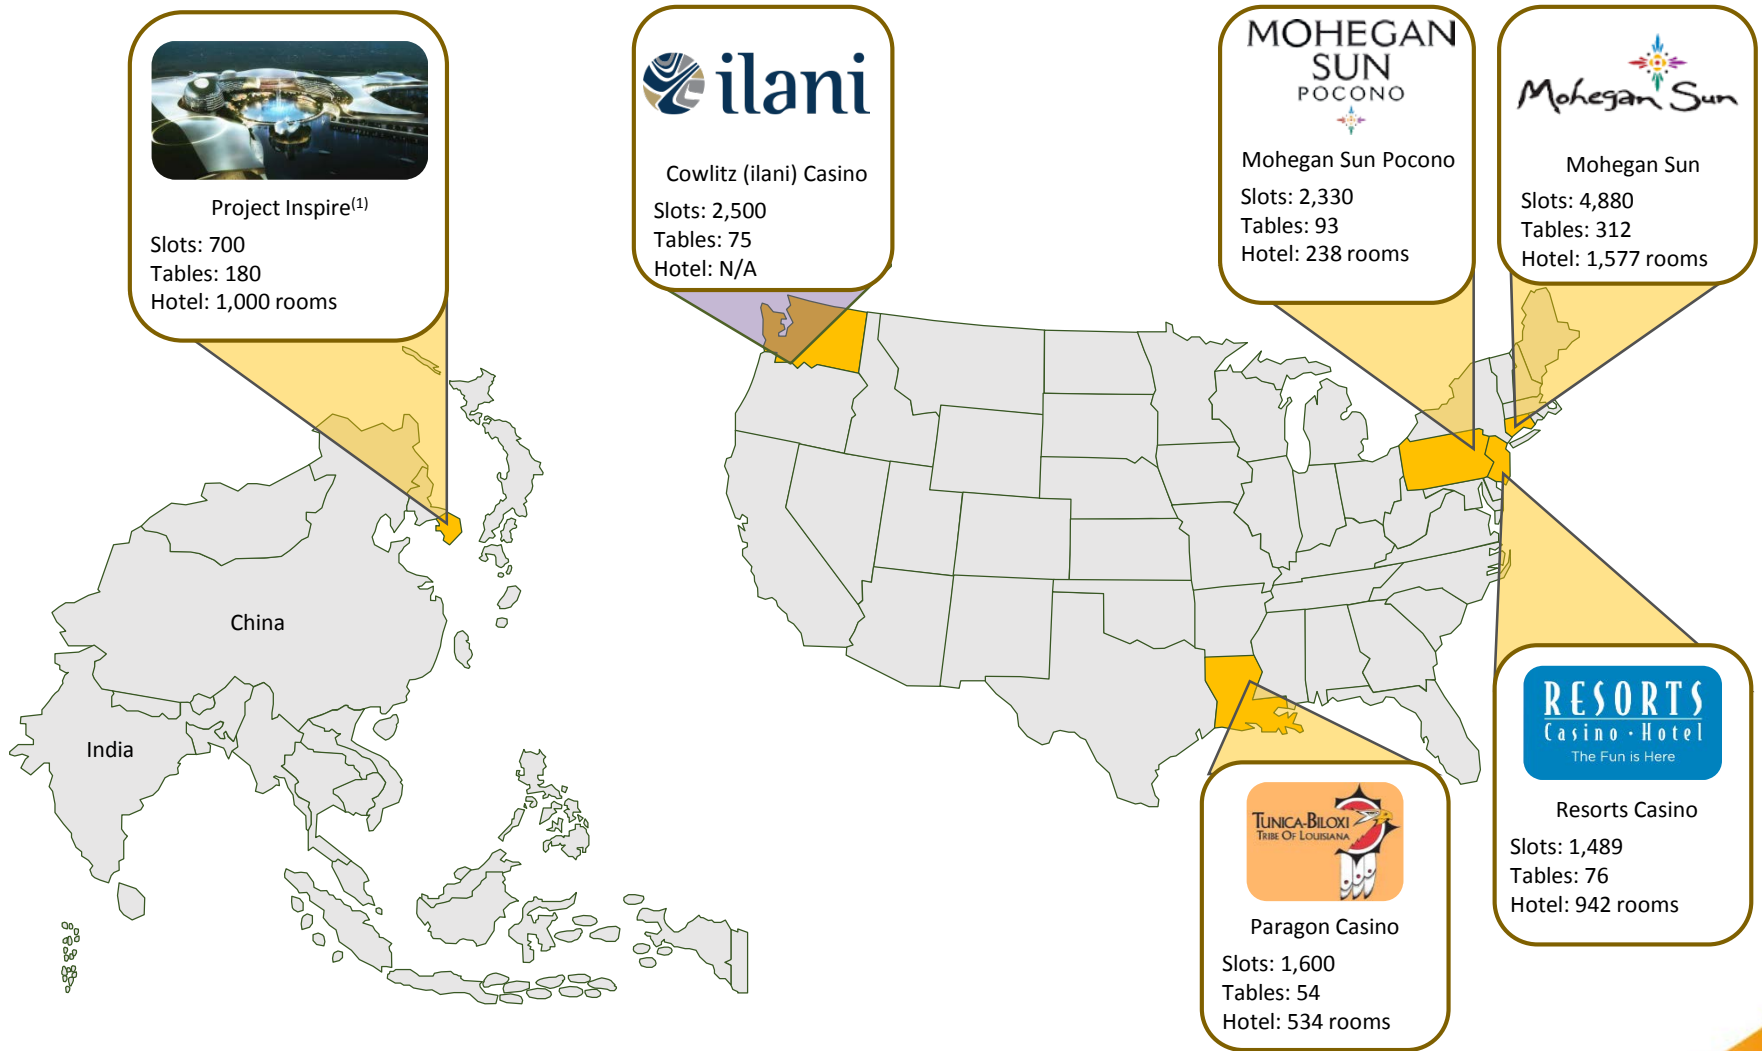 Project Inspire(1)
Slots: 700
Tables: 180
Hotel: 1,000 rooms
ilani
Cowlitz (ilani) Casino
Slots: 2,500
Tables: 75
Hotel: N/A
MOHEGAN
SUN
POCONO
Mohegan Sun Pocono
Slots: 2,330
Tables: 93
Hotel: 238 rooms
Mohegan Sun
Mohegan Sun
Slots: 4,880
Tables: 312
Hotel: 1,577 rooms
China
India
TUNICA-BILOXI
TRIBE OF LOUISIANA
Paragon Casino
Slots: 1,600
Tables: 54
Hotel: 534 rooms
RESORTS
Casino • Hotel
The Fun is Here
Resorts Casino
Slots: 1,489
Tables: 76
Hotel: 942 rooms